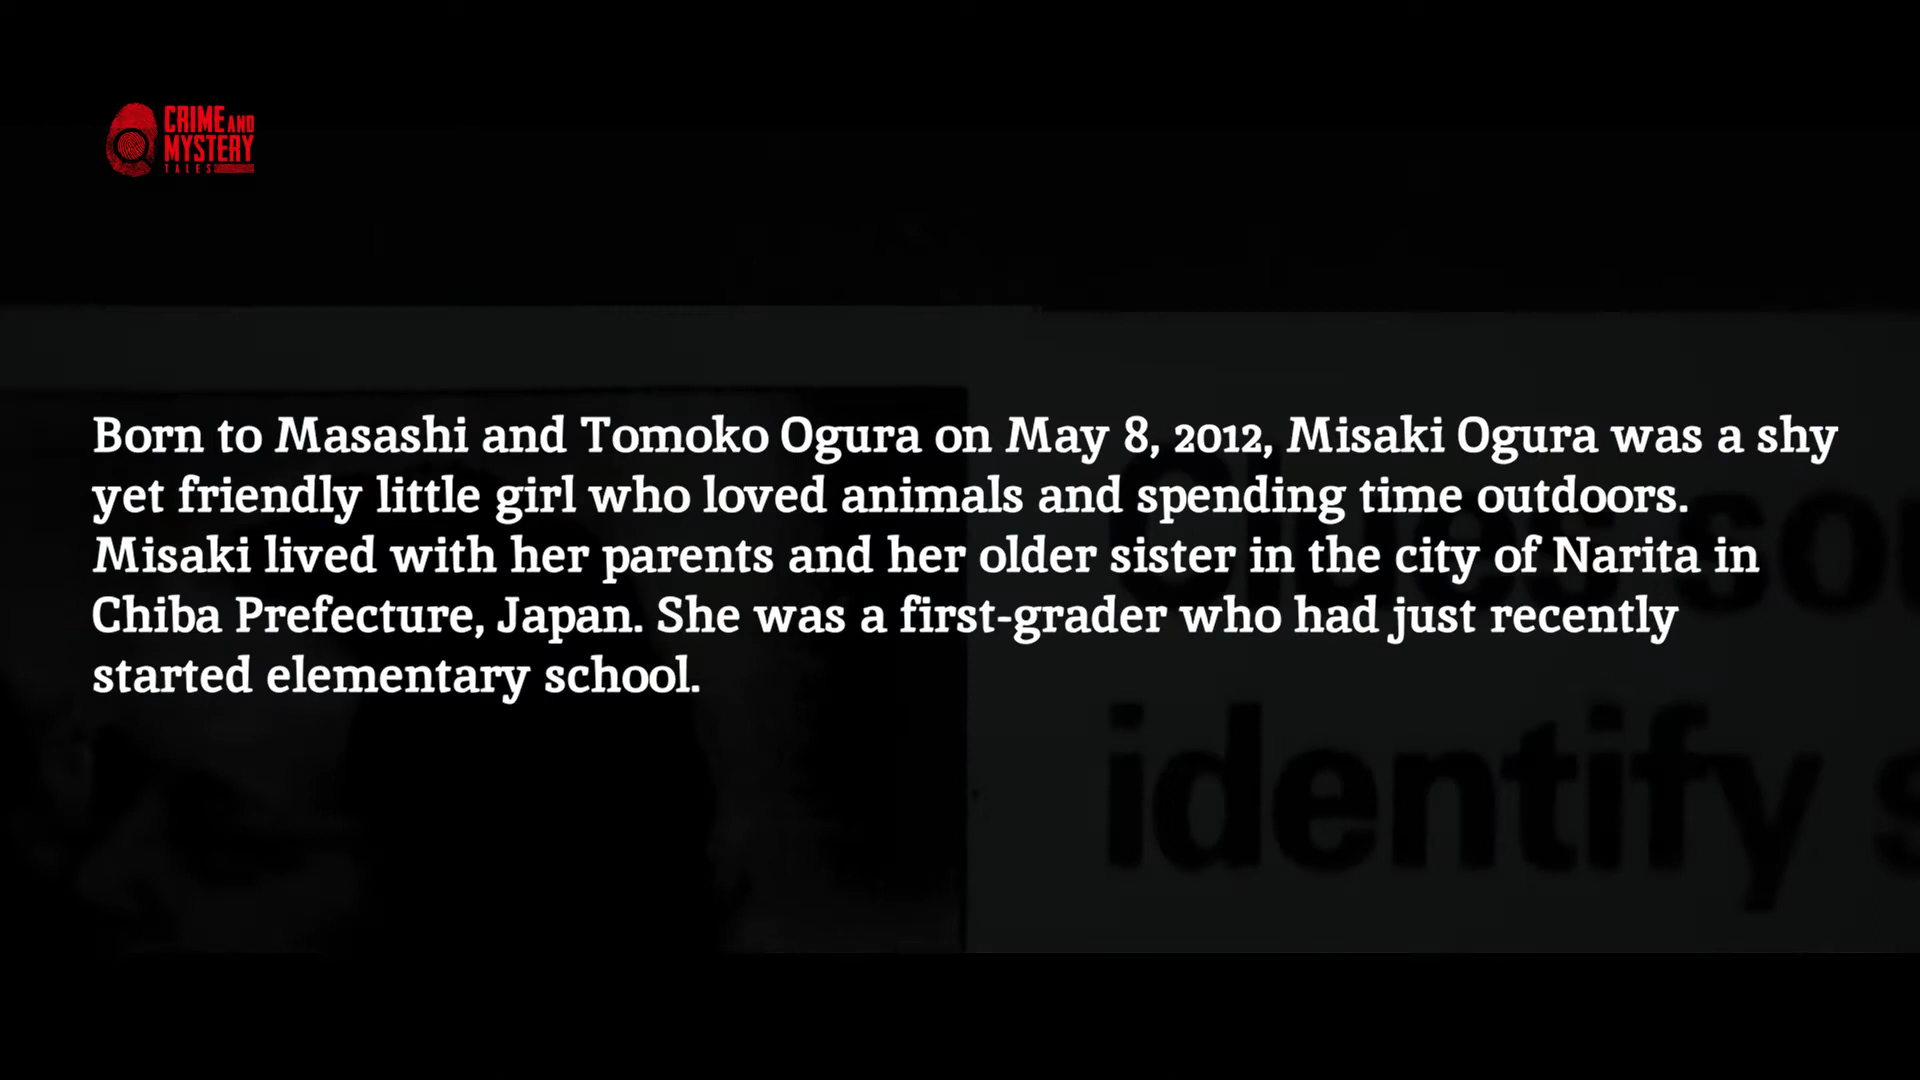 CRIME AND
MYSTERY
TALES
Born to Masashi and Tomoko Ogura on May 8, 2012, Misaki Ogura was a shy
yet friendly little girl who loved animals and spending time outdoors.
Misaki lived with her parents and her older sister in the city of Narita in
Chiba Prefecture, Japan. She was a first-grader who had just recently
started elementary school.
identify